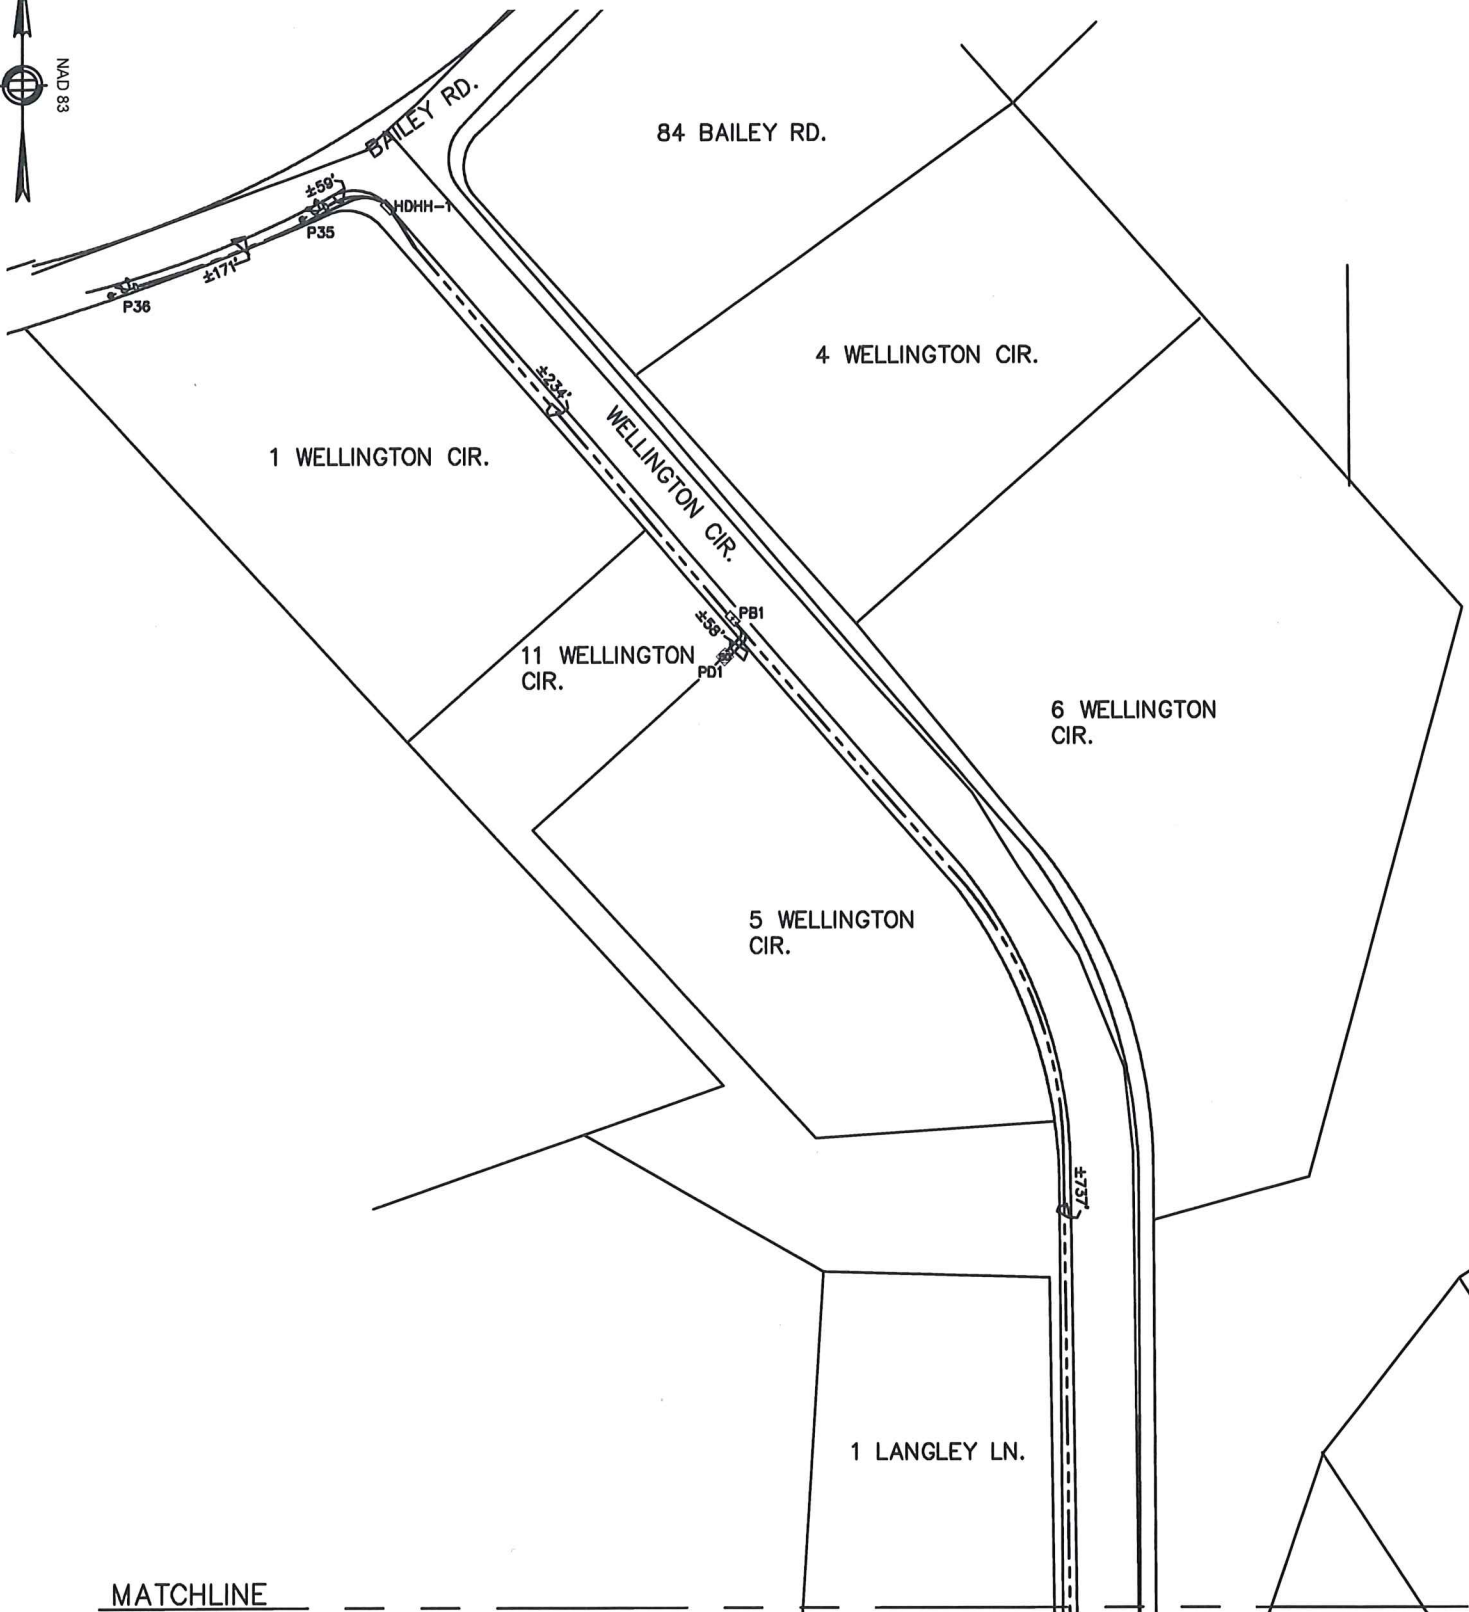 NAD 83
BAILEY RD.
84 BAILEY RD.
±59'
HDHH-1
P35
±171'
P36
4 WELLINGTON CIR.
±234'
WELLINGTON CIR.
1 WELLINGTON CIR.
PB1
±58'
11 WELLINGTON
CIR.
PD1
6 WELLINGTON
CIR.
5 WELLINGTON
CIR.
±737'
1 LANGLEY LN.
MATCHLINE